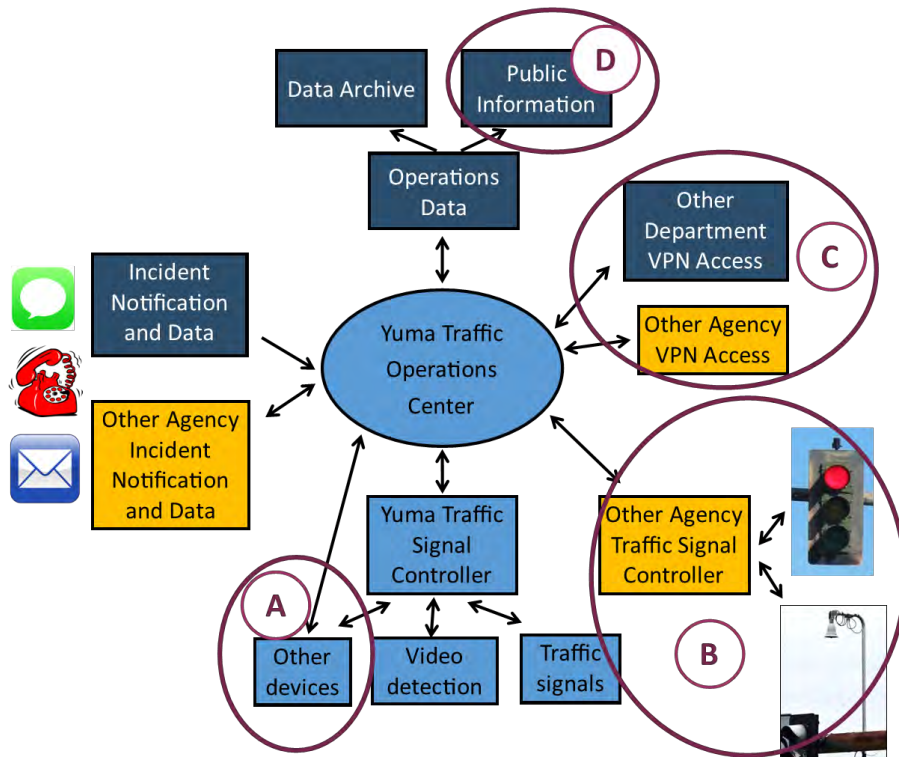 D
Data Archive
Public
Information
Operations
Data
Other
Department
VPN Access
C
Incident
Notification
and Data
Yuma Traffic
Operations
Center
Other Agency
VPN Access
Other Agency
Incident
Notification
and Data
Yuma Traffic
Signal
Controller
Other Agency
Traffic Signal
Controller
A
B
Other
devices
Video
detection
Traffic
signals